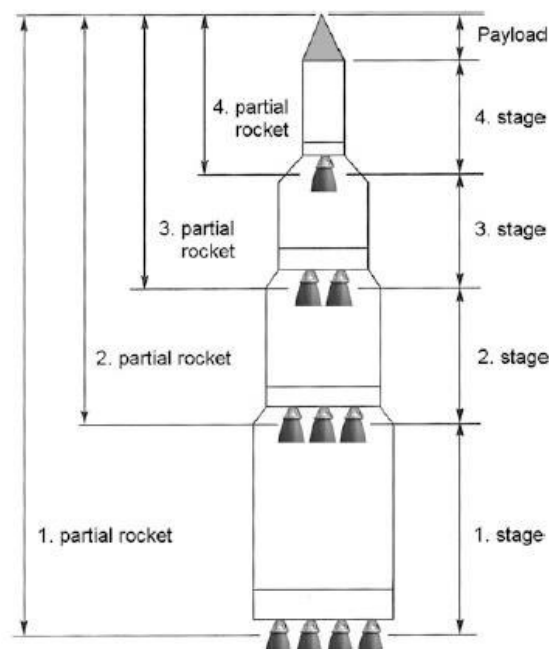 Payload
4. partial
rocket
4. stage
3. partial
rocket
3. stage
2. partial rocket
2. stage
1. partial rocket
1. stage